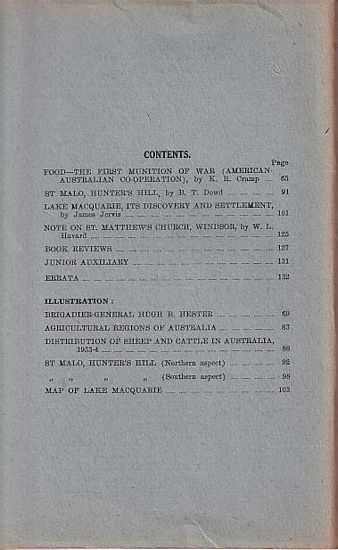 CONTENTS.
Page
FOOD—THE FIRST MUNITION OF WAR (AMERICAN-
AUSTRALIAN CO-OPERATION), by K. R. Cramp ... 65
ST MALO, HUNTER'S HILL, by B. T. Dowd ... ... ... ... 91
LAKE MACQUARIE, ITS DISCOVERY AND SETTLEMENT,
by James Jervis ... ... ... ... ... ... ... ... ... 101
NOTE ON ST. MATTHEW'S CHURCH, WINDSOR, by W. L.
Havard ... ... ... ... ... ... ... ... ... ... ... 125
BOOK REVIEWS ... ... ... ... ... ... ... ... ... 127
JUNIOR AUXILIARY ... ... ... ... ... ... ... ... 131
ERRATA ... ... ... ... ... ... ... ... ... ... ... 132
ILLUSTRATION :
BRIGADIER-GENERAL HUGH B. HESTER ... ... ... ... 69
AGRICULTURAL REGIONS OF AUSTRALIA ... ... ... ... 83
DISTRIBUTION OF SHEEP AND CATTLE IN AUSTRALIA,
1933-4 ... ... ... ... ... ... ... ... ... ... 86
ST MALO, HUNTER'S HILL (Northern aspect) ... ... ... 92
„ „ „ „ (Southern aspect) ... ... ... 98
MAP OF LAKE MACQUARIE ... ... ... ... ... ... ... 103